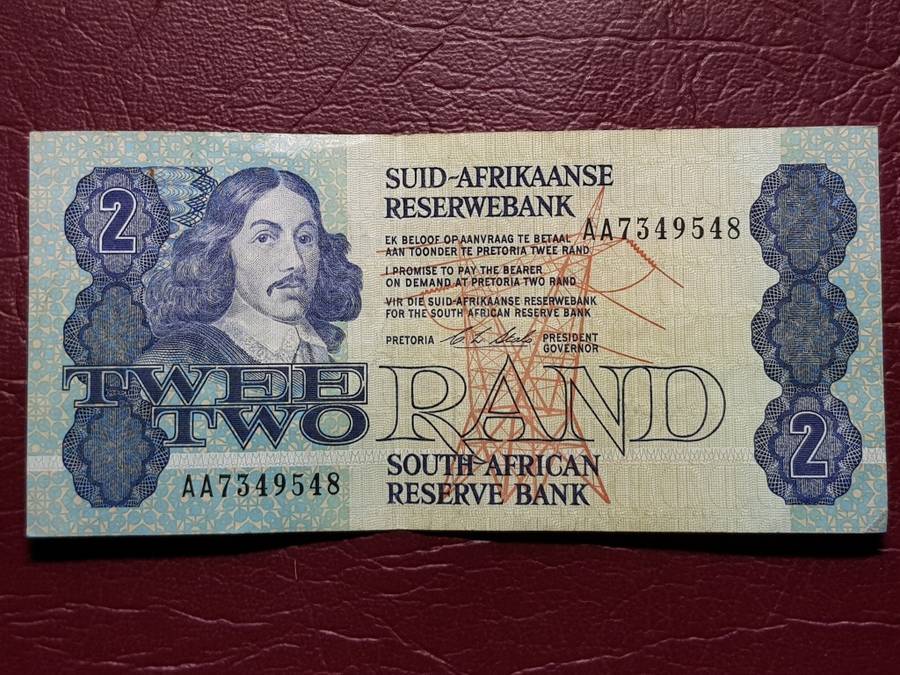 2
SUID-AFRIKAANSE
RESERWEBANK
AA7349548
EK BELOOF OP AANVRAAG TE BETAAL
AAN TOONDER TE PRETORIA TWEE RAND
I PROMISE TO PAY THE BEARER
ON DEMAND AT PRETORIA TWO RAND
VIR DIE SUID-AFRIKAANSE RESERWEBANK
FOR THE SOUTH AFRICAN RESERVE BANK
PRETORIA
PRESIDENT
GOVERNOR
TWEE
TWO
RAND
2
SOUTH AFRICAN
RESERVE BANK
AA7349548